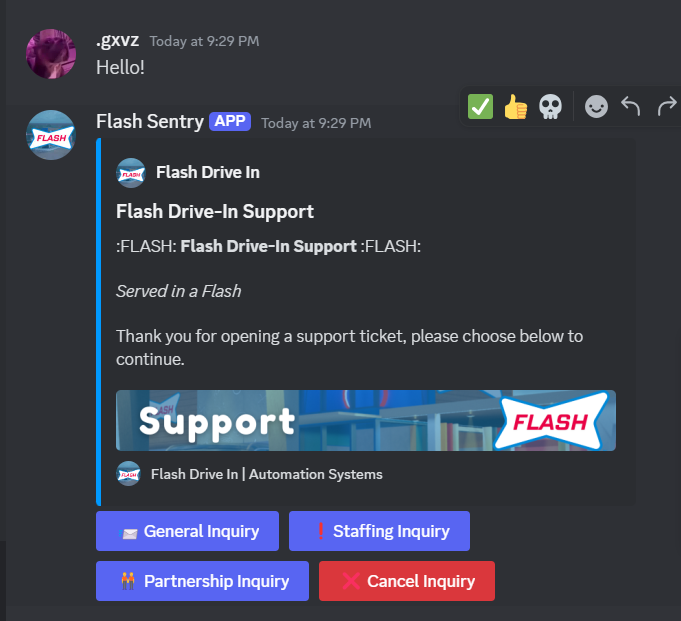 .gxvz Today at 9:29 PM
Hello!
FLASH
Flash Sentry APP Today at 9:29 PM
FLASH
Flash Drive In
Flash Drive-In Support
:FLASH: Flash Drive-In Support :FLASH:
Served in a Flash
Thank you for opening a support ticket, please choose below to
continue.
Support
FLASH
FLASH
Flash Drive In | Automation Systems
General Inquiry
Staffing Inquiry
Partnership Inquiry
Cancel Inquiry